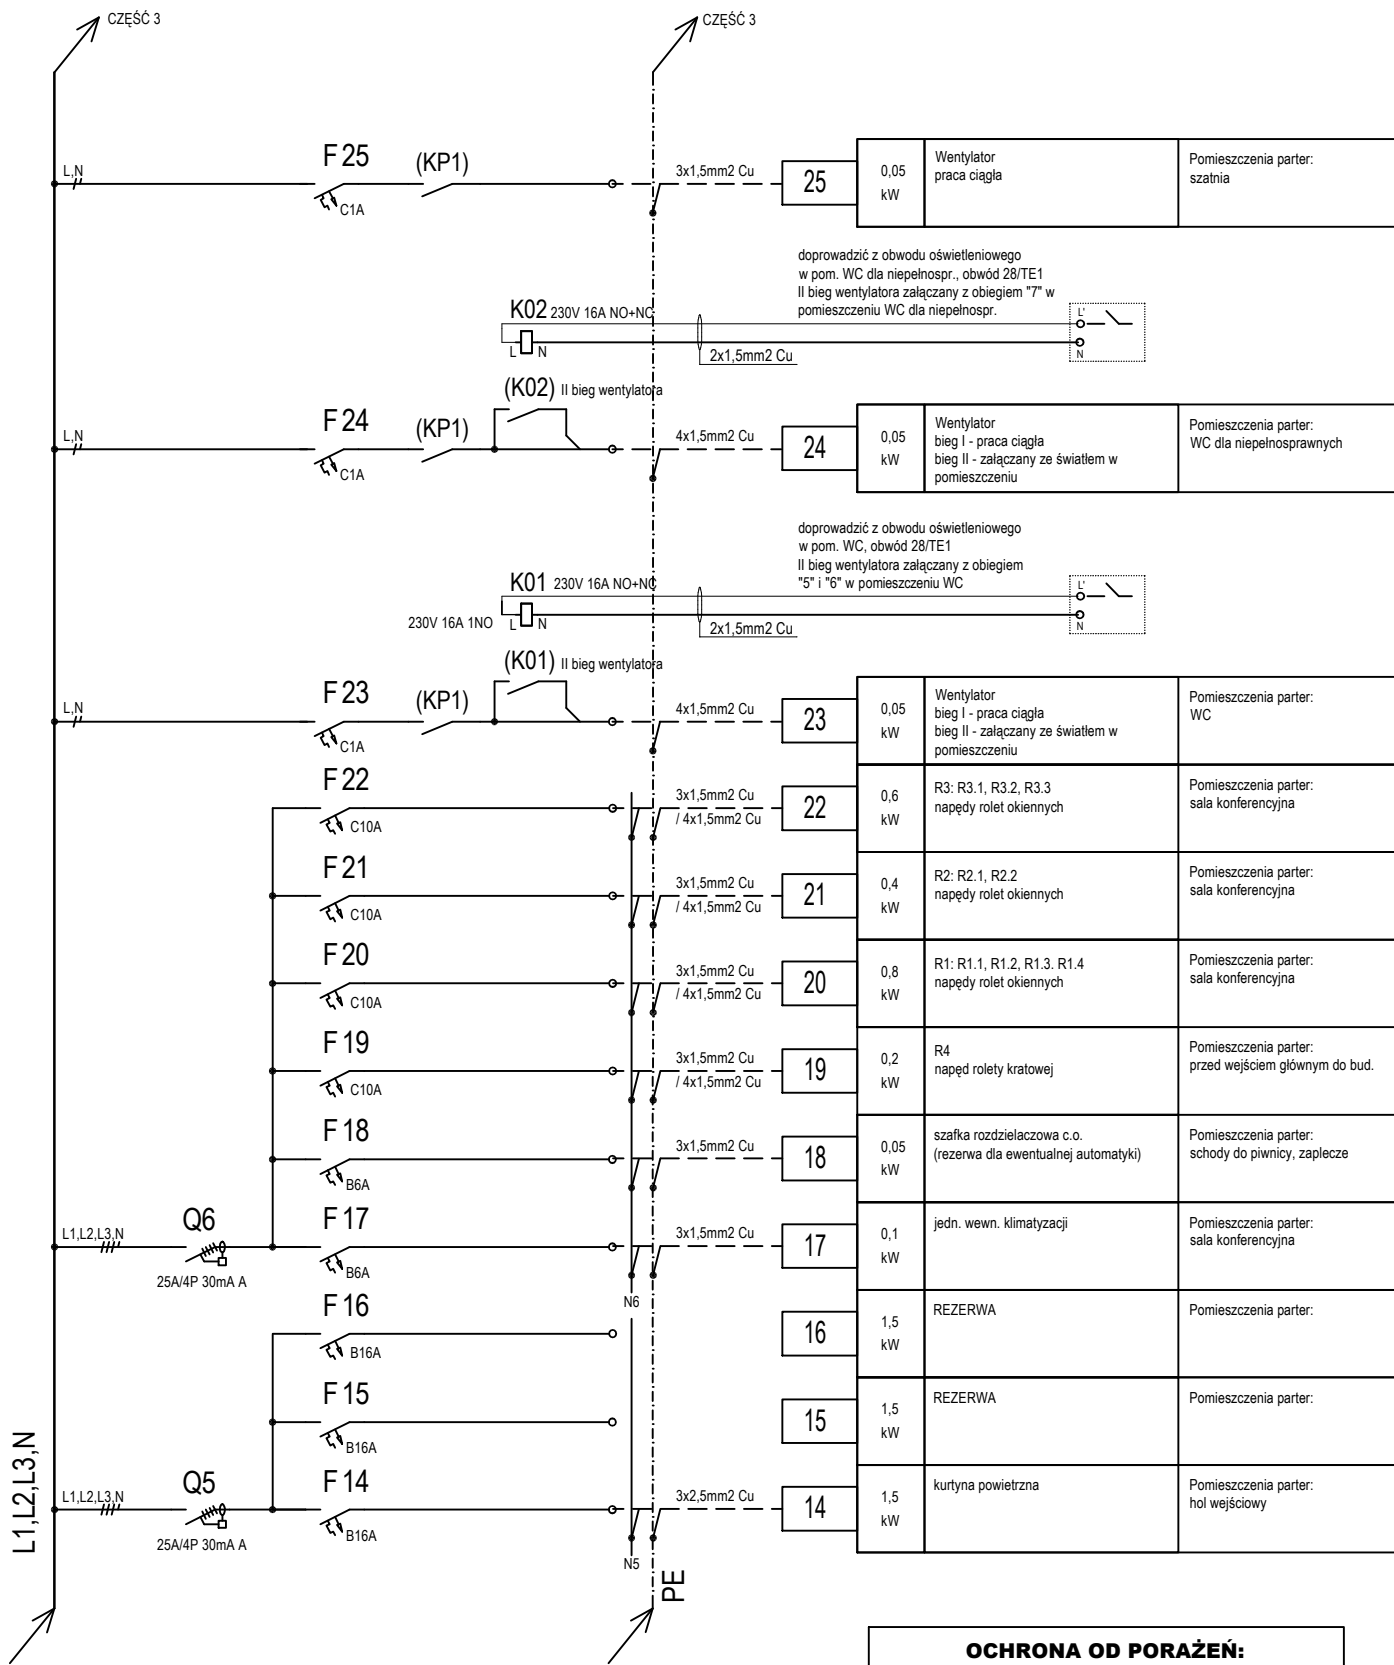 CZĘŚĆ 3
CZĘŚĆ 3
L,N
F25
C1A
(KP1)
3x1,5mm2 Cu
25
0,05
kW
Wentylator
praca ciągła
Pomieszczenia parter:
szatnia
doprowadzić z obwodu oświetleniowego
w pom. WC dla niepełnospr., obwód 28/TE1
II bieg wentylatora załączany z obiegiem "7" w
pomieszczeniu WC dla niepełnospr.
K02 230V 16A NO+NC
L N
2x1,5mm2 Cu
L'
N
(K02) II bieg wentylatora
L,N
F24
C1A
(KP1)
4x1,5mm2 Cu
24
0,05
kW
Wentylator
bieg I - praca ciągła
bieg II - załączany ze światłem w
pomieszczeniu
Pomieszczenia parter:
WC dla niepełnosprawnych
doprowadzić z obwodu oświetleniowego
w pom. WC, obwód 28/TE1
II bieg wentylatora załączany z obiegiem
"5" i "6" w pomieszczeniu WC
K01 230V 16A NO+NC
230V 16A 1NO
L N
2x1,5mm2 Cu
L'
N
(K01) II bieg wentylatora
L,N
F23
C1A
(KP1)
4x1,5mm2 Cu
23
0,05
kW
Wentylator
bieg I - praca ciągła
bieg II - załączany ze światłem w
pomieszczeniu
Pomieszczenia parter:
WC
F22
C10A
3x1,5mm2 Cu
/ 4x1,5mm2 Cu
22
0,6
kW
R3: R3.1, R3.2, R3.3
napędy rolet okiennych
Pomieszczenia parter:
sala konferencyjna
F21
C10A
3x1,5mm2 Cu
/ 4x1,5mm2 Cu
21
0,4
kW
R2: R2.1, R2.2
napędy rolet okiennych
Pomieszczenia parter:
sala konferencyjna
F20
C10A
3x1,5mm2 Cu
/ 4x1,5mm2 Cu
20
0,8
kW
R1: R1.1, R1.2, R1.3. R1.4
napędy rolet okiennych
Pomieszczenia parter:
sala konferencyjna
F19
C10A
3x1,5mm2 Cu
/ 4x1,5mm2 Cu
19
0,2
kW
R4
napęd rolety kratowej
Pomieszczenia parter:
przed wejściem głównym do bud.
F18
B6A
3x1,5mm2 Cu
18
0,05
kW
szafka rozdzielaczowa c.o.
(rezerwa dla ewentualnej automatyki)
Pomieszczenia parter:
schody do piwnicy, zaplecze
L1,L2,L3,N
Q6
25A/4P 30mA A
F17
B6A
N6
3x1,5mm2 Cu
17
0,1
kW
jedn. wewn. klimatyzacji
Pomieszczenia parter:
sala konferencyjna
F16
B16A
16
1,5
kW
REZERWA
Pomieszczenia parter:
F15
B16A
15
1,5
kW
REZERWA
Pomieszczenia parter:
L1,L2,L3,N
L1,L2,L3,N
Q5
25A/4P 30mA A
F14
B16A
N5
PE
3x2,5mm2 Cu
14
1,5
kW
kurtyna powietrzna
Pomieszczenia parter:
hol wejściowy
OCHRONA OD PORAŻEŃ: